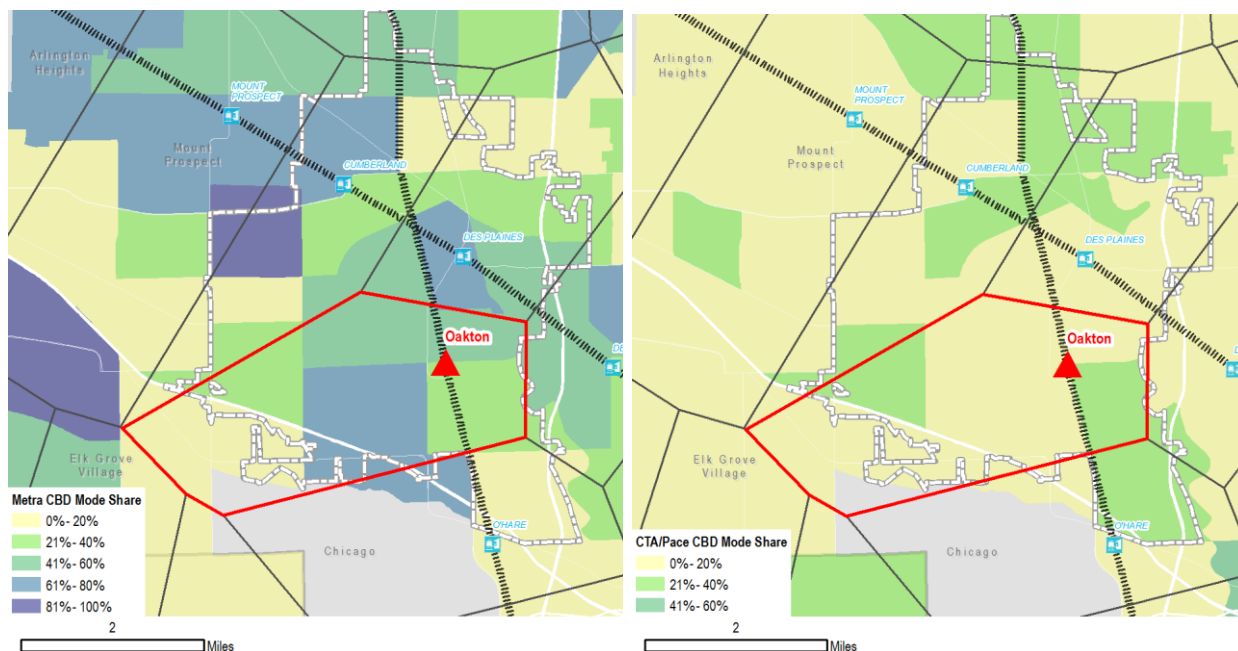 Arlington
Heights
MOUNT
PROSPECT
Mount
Prospect
CUMBERLAND
DES PLAINES
Oakton
DE
Elk Grove
Village
Metra CBD Mode Share
0%- 20%
21%- 40%
41%- 60%
61%- 80%
81%- 100%
O'HARE
Chicago
2
Miles
Arlington
Heights
MOUNT
PROSPECT
Mount
Prospect
CUMBERLAND
DES PLAINES
Oakton
D
Elk Grove
Village
CTA/Pace CBD Mode Share
0%- 20%
21%- 40%
41%- 60%
O'HARE
Chicago
2
Miles